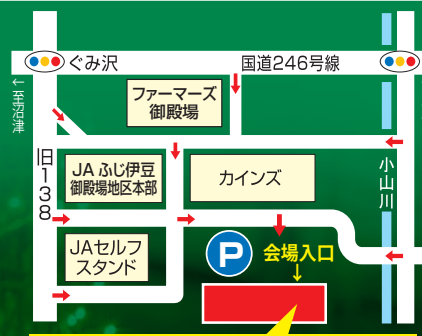 ぐみ沢
国道246号線
←至沼津
ファーマーズ
御殿場
旧138
JAふじ伊豆
御殿場地区本部
カインズ
小山川
JAセルフ
スタンド
P
会場入口
↓